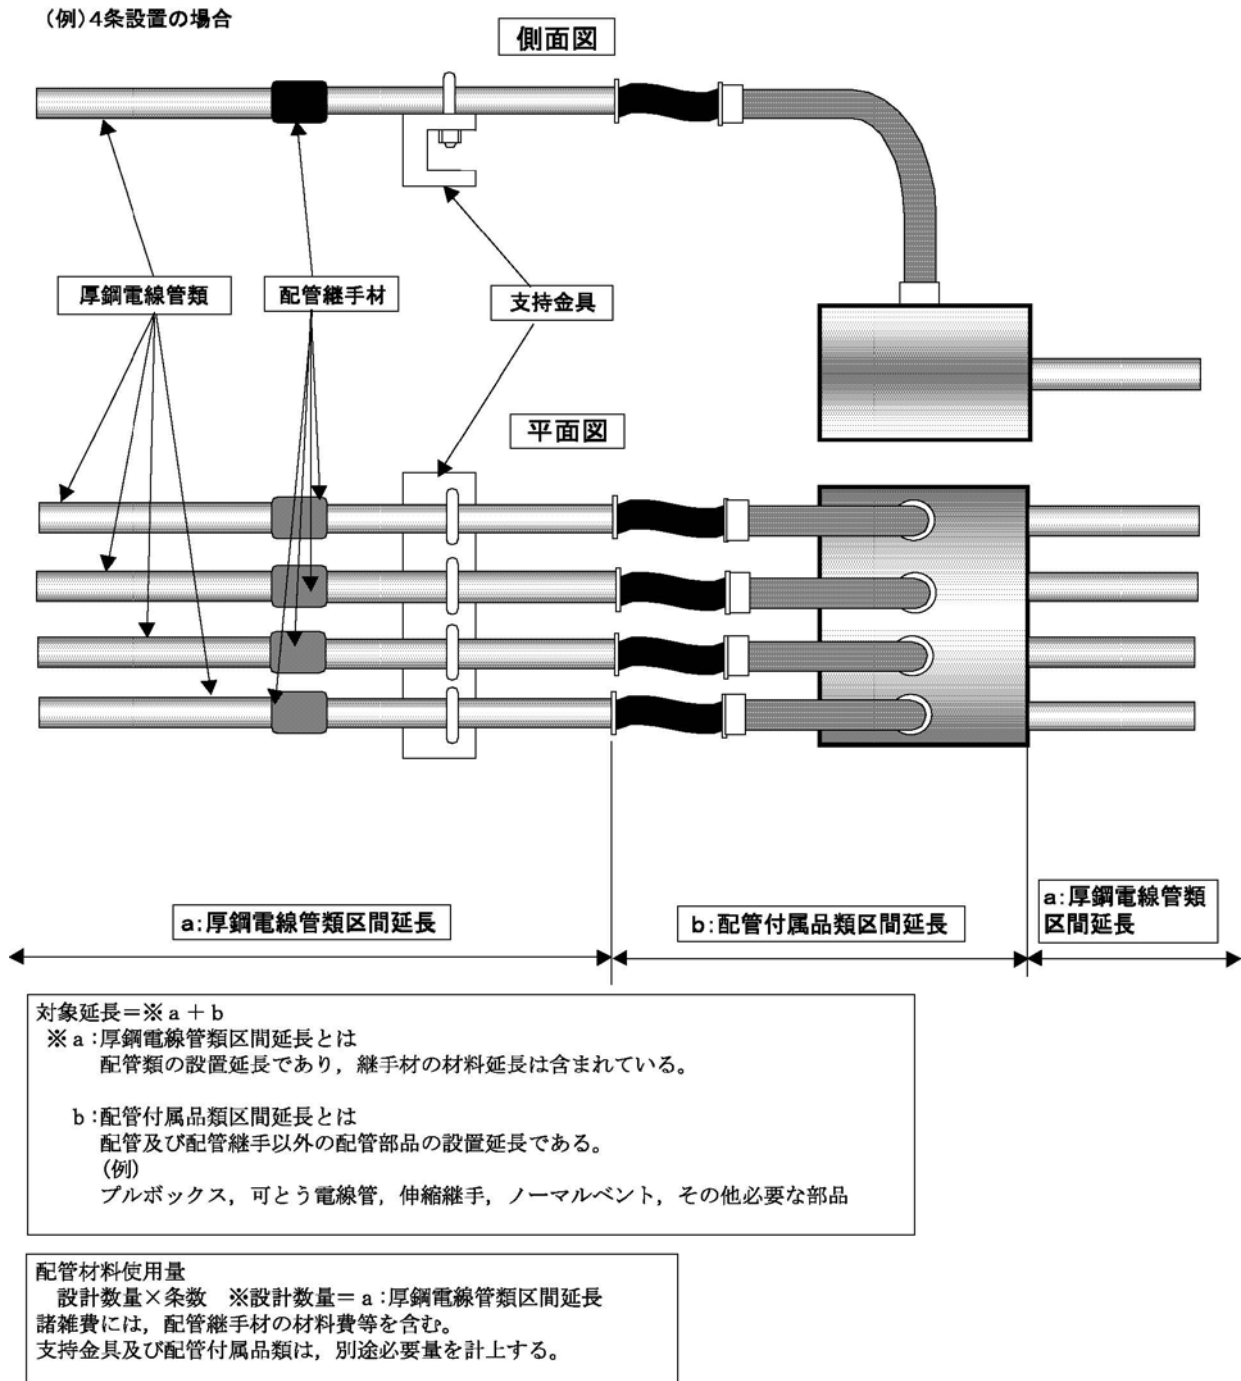 （例）4条設置の場合
側面図
厚鋼電線管類
配管継手材
支持金具
平面図
a：厚鋼電線管類区間延長
b：配管付属品類区間延長
a：厚鋼電線管類
区間延長
対象延長＝※ａ＋ｂ
※ａ：厚鋼電線管類区間延長とは
配管類の設置延長であり，継手材の材料延長は含まれている。
ｂ：配管付属品類区間延長とは
配管及び配管継手以外の配管部品の設置延長である。
（例）
プルボックス，可とう電線管，伸縮継手，ノーマルベント，その他必要な部品
配管材料使用量
設計数量×条数　※設計数量＝ａ：厚鋼電線管類区間延長
諸雑費には，配管継手材の材料費等を含む。
支持金具及び配管付属品類は，別途必要量を計上する。